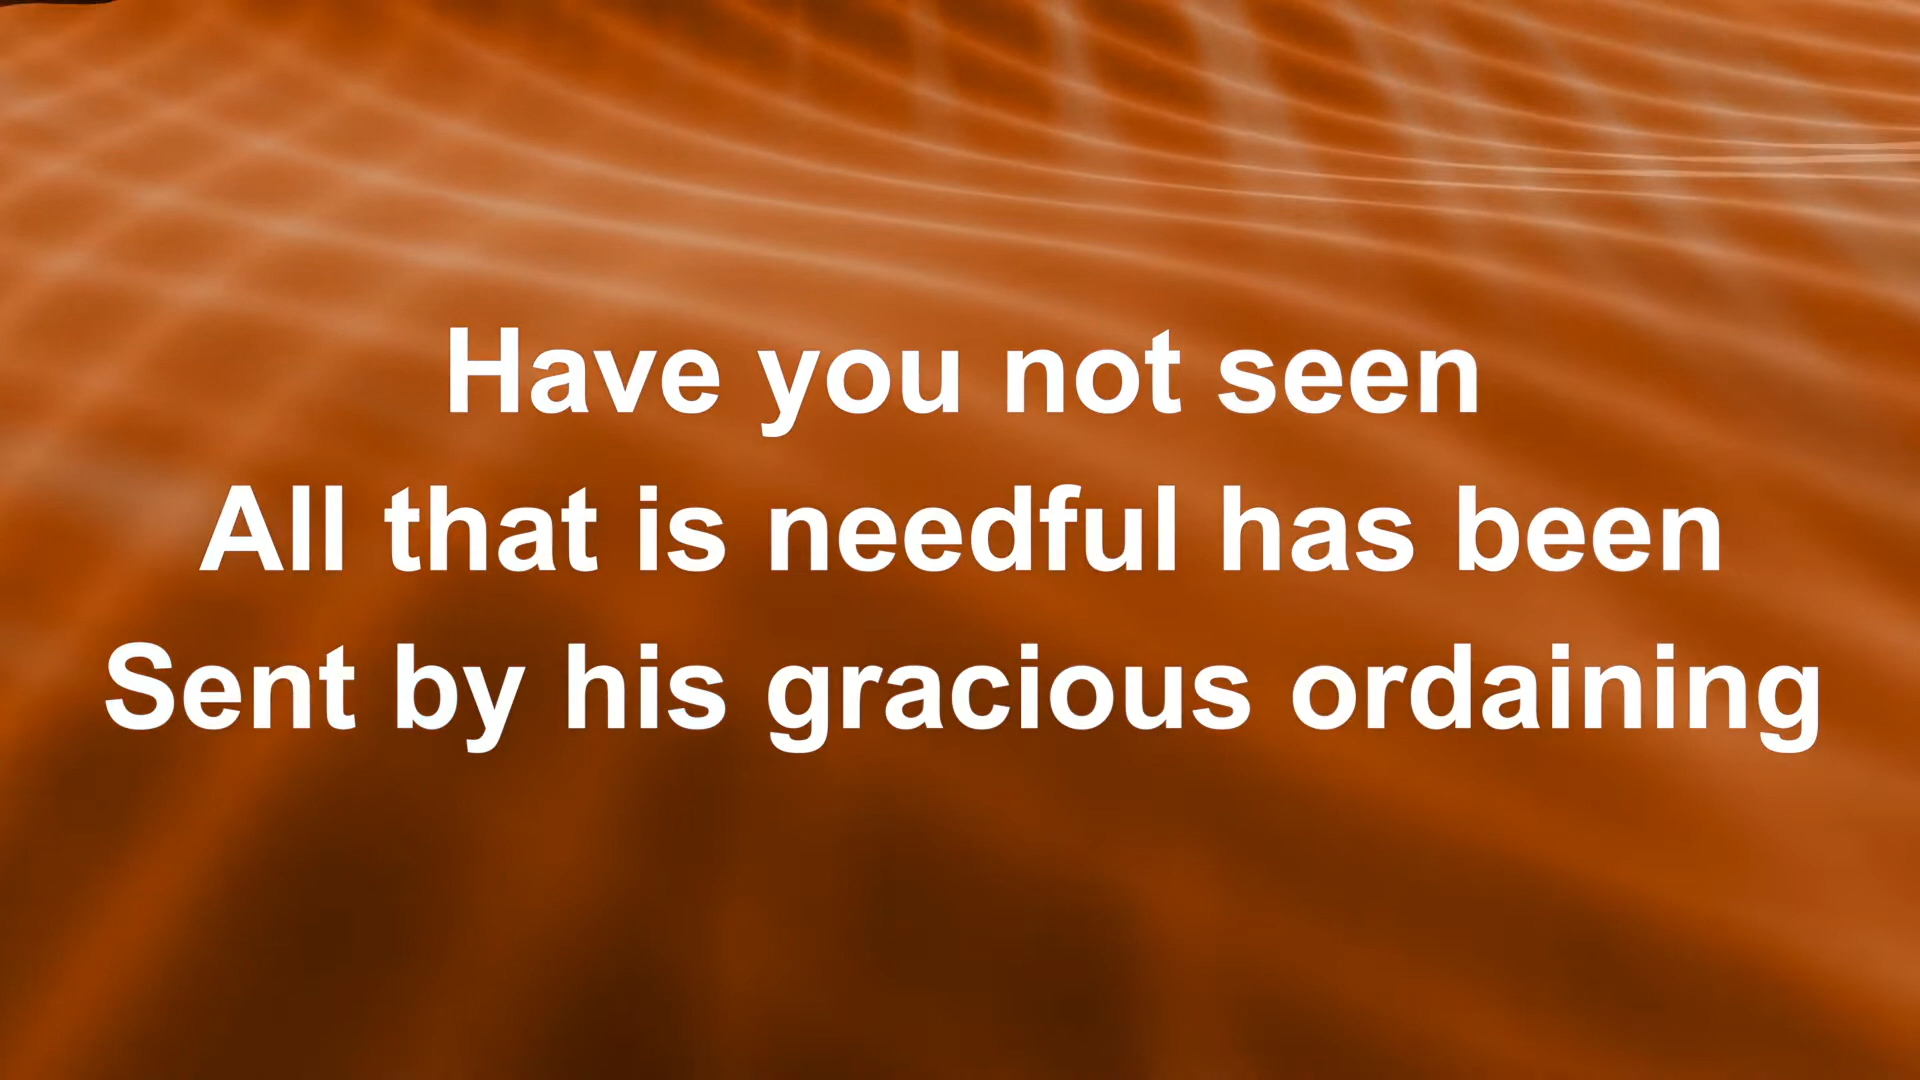 Have you not seen
All that is needful has been
Sent by his gracious ordaining